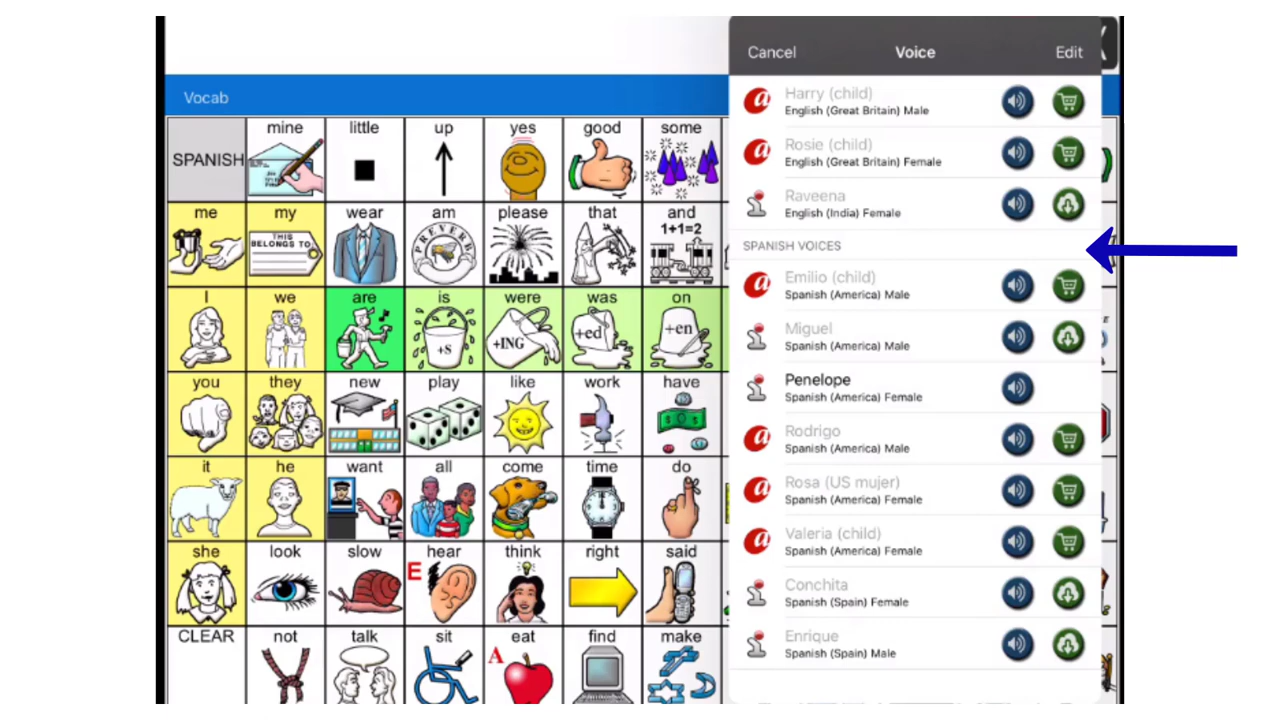 Cancel Voice Edit
Vocab
Harry (child)
English (Great Britain) Male
Rosie (child)
English (Great Britain) Female
Raveena
English (India) Female
SPANISH VOICES
Emilio (child)
Spanish (America) Male
Miguel
Spanish (America) Male
Penelope
Spanish (America) Female
Rodrigo
Spanish (America) Male
Rosa (US mujer)
Spanish (America) Female
Valeria (child)
Spanish (America) Female
Conchita
Spanish (Spain) Female
Enrique
Spanish (Spain) Male
SPANISH mine little up yes good some
me my wear am please that and
THIS BELONGS TO
PREVERB
1+1=2
I we are is were was on
+S +ING +ed +en
you they new play like work have
it he want all come time do
she look slow hear think right said
E
CLEAR not talk sit eat find make
A